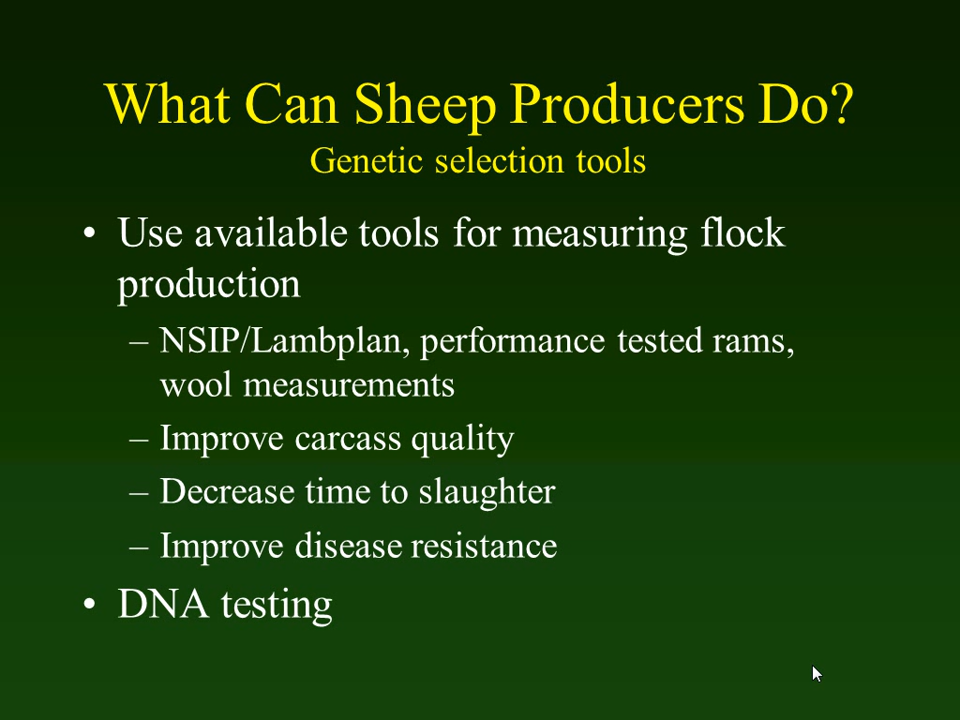 What Can Sheep Producers Do?
Genetic selection tools
• Use available tools for measuring flock
production
– NSIP/Lambplan, performance tested rams,
wool measurements
– Improve carcass quality
– Decrease time to slaughter
– Improve disease resistance
• DNA testing